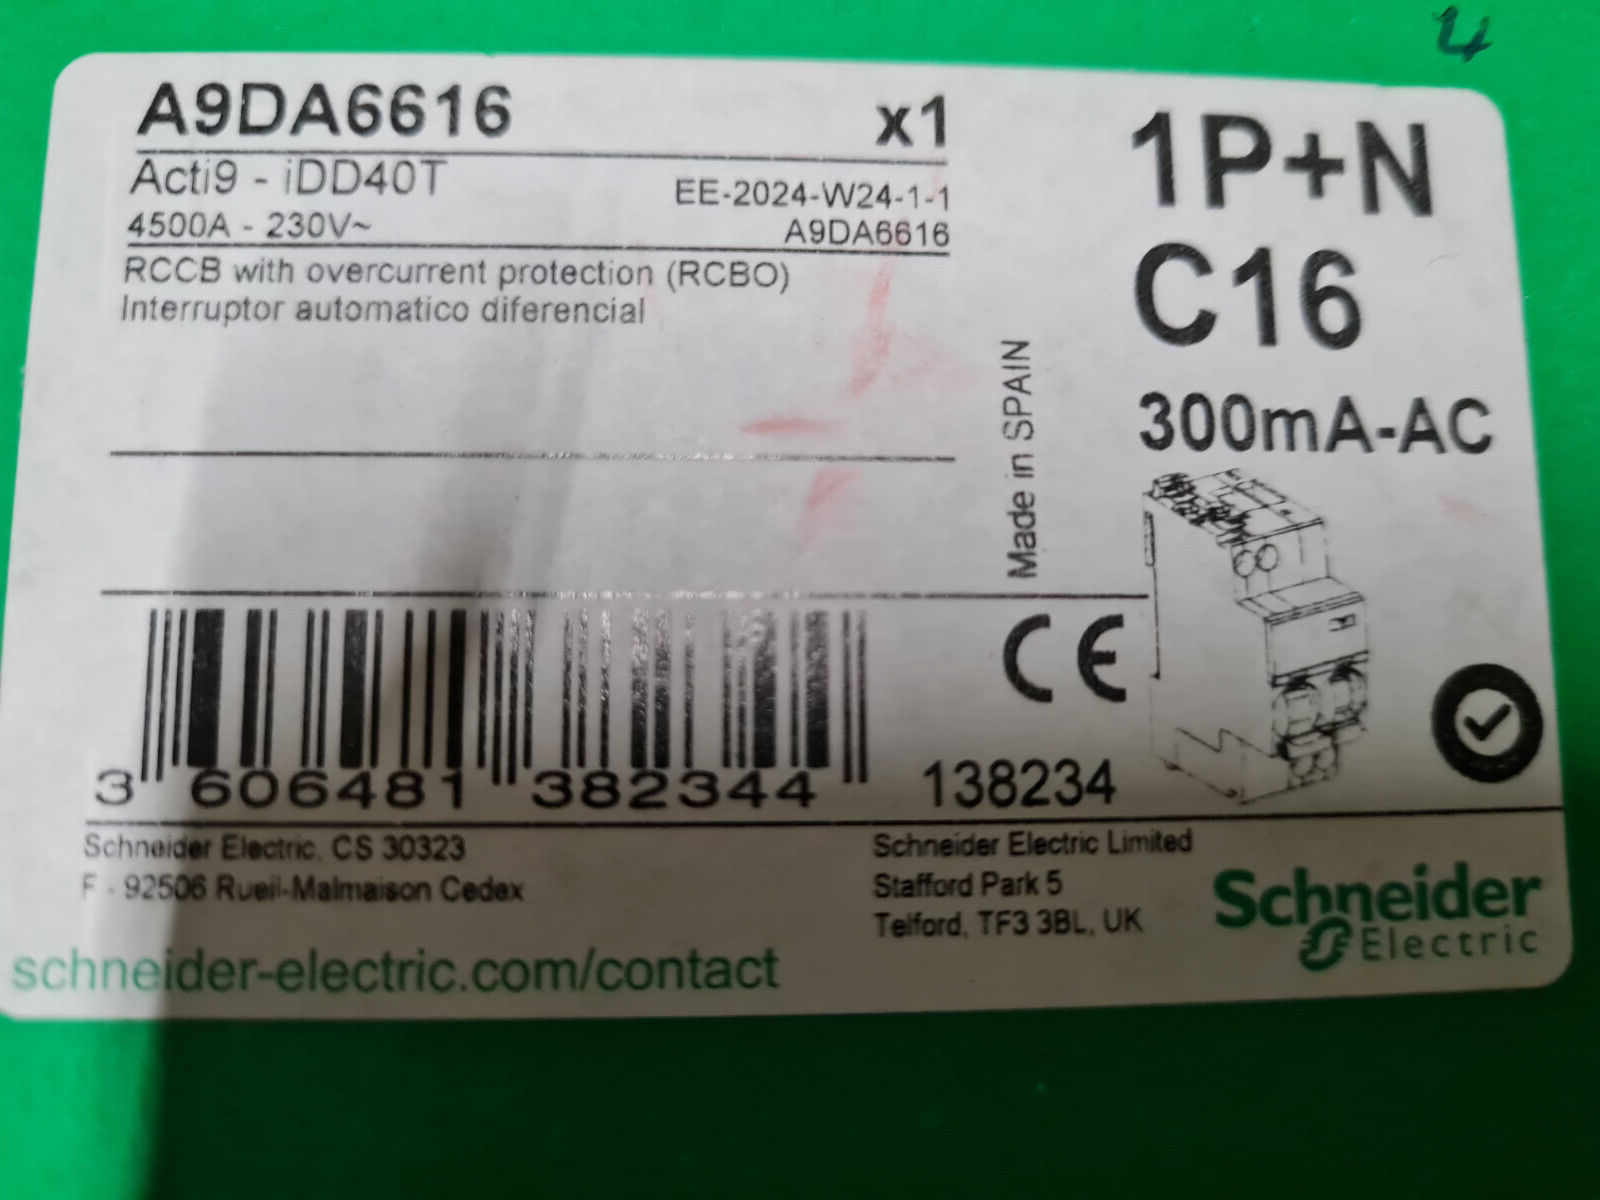 4
A9DA6616 x1
Acti9 - iDD40T
EE-2024-W24-1-1
4500A - 230V~
A9DA6616
RCCB with overcurrent protection (RCBO)
Interruptor automatico diferencial
1P+N
C16
300mA-AC
Made in SPAIN
CE
3 606481 382344
138234
Schneider Electric, CS 30323
F - 92506 Rueil-Malmaison Cedex
Schneider Electric Limited
Stafford Park 5
Telford, TF3 3BL, UK
schneider-electric.com/contact
Schneider
Electric